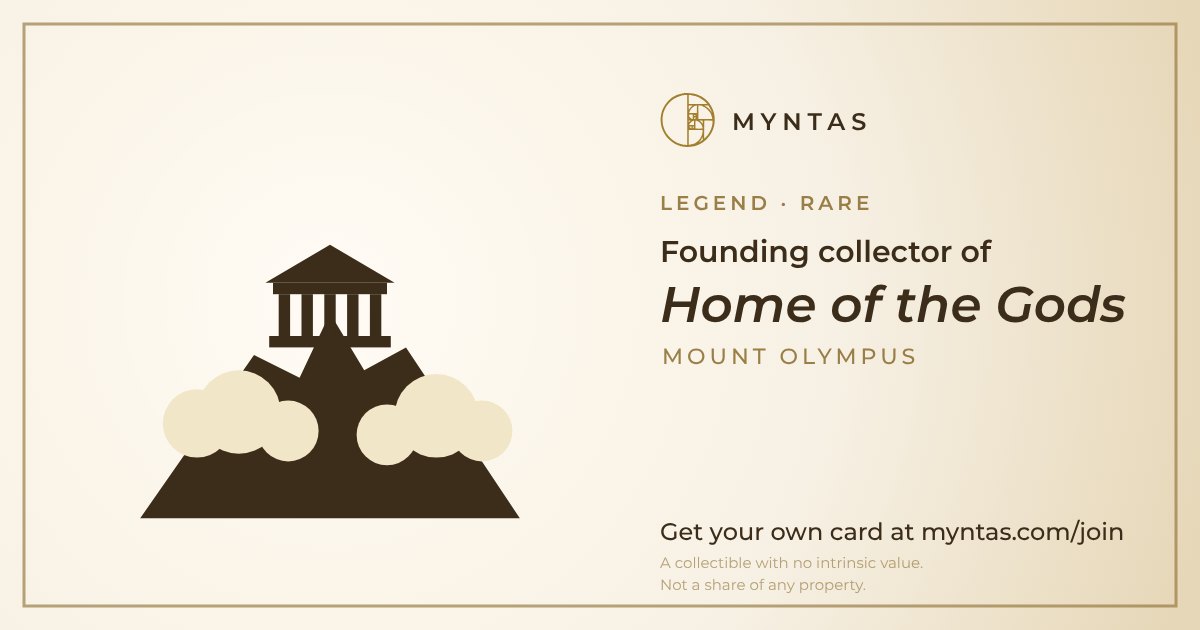 MYNTAS
LEGEND · RARE
Founding collector of
Home of the Gods
MOUNT OLYMPUS
Get your own card at myntas.com/join
A collectible with no intrinsic value.
Not a share of any property.